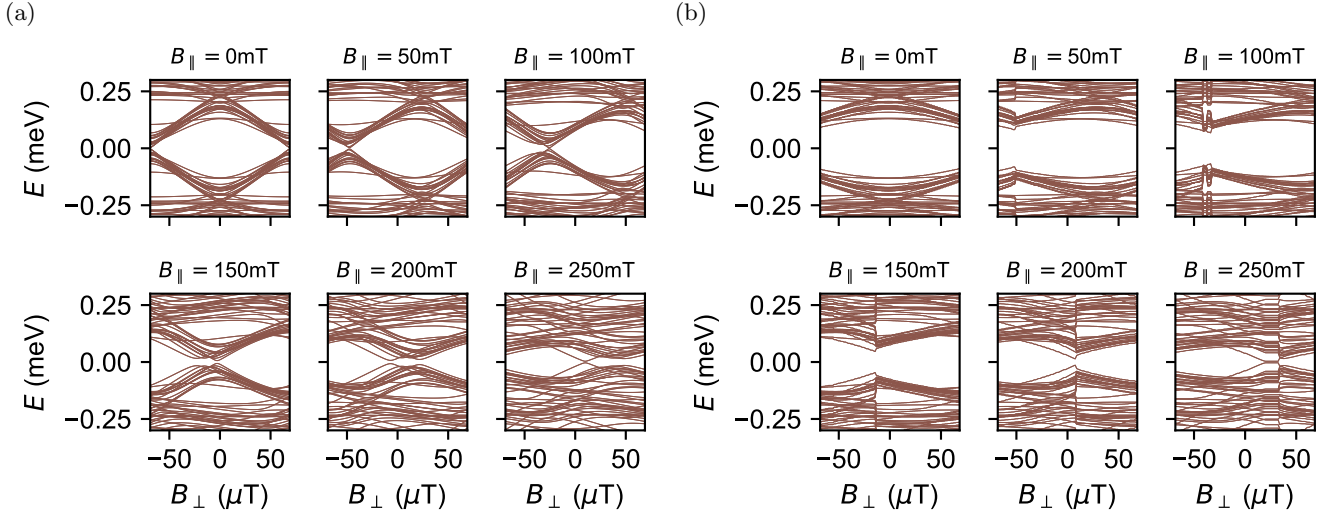 (a)
(b)
B∥ = 0mT
B∥ = 50mT
B∥ = 100mT
B∥ = 0mT
B∥ = 50mT
B∥ = 100mT
0.25
0.00
−0.25
E (meV)
0.25
0.00
−0.25
E (meV)
B∥ = 150mT
B∥ = 200mT
B∥ = 250mT
B∥ = 150mT
B∥ = 200mT
B∥ = 250mT
0.25
0.00
−0.25
E (meV)
0.25
0.00
−0.25
E (meV)
−50 0 50
−50 0 50
−50 0 50
−50 0 50
−50 0 50
−50 0 50
B⊥ (μT)
B⊥ (μT)
B⊥ (μT)
B⊥ (μT)
B⊥ (μT)
B⊥ (μT)